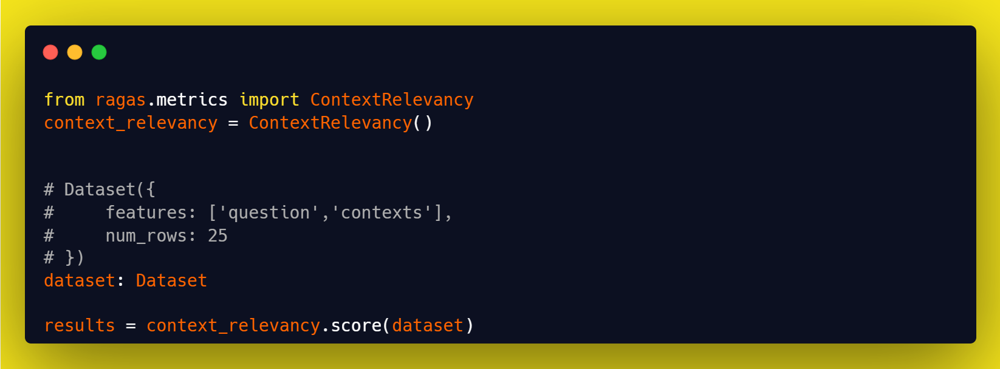 from ragas.metrics import ContextRelevancy
context_relevancy = ContextRelevancy()
# Dataset({
#     features: ['question','contexts'],
#     num_rows: 25
# })
dataset: Dataset
results = context_relevancy.score(dataset)